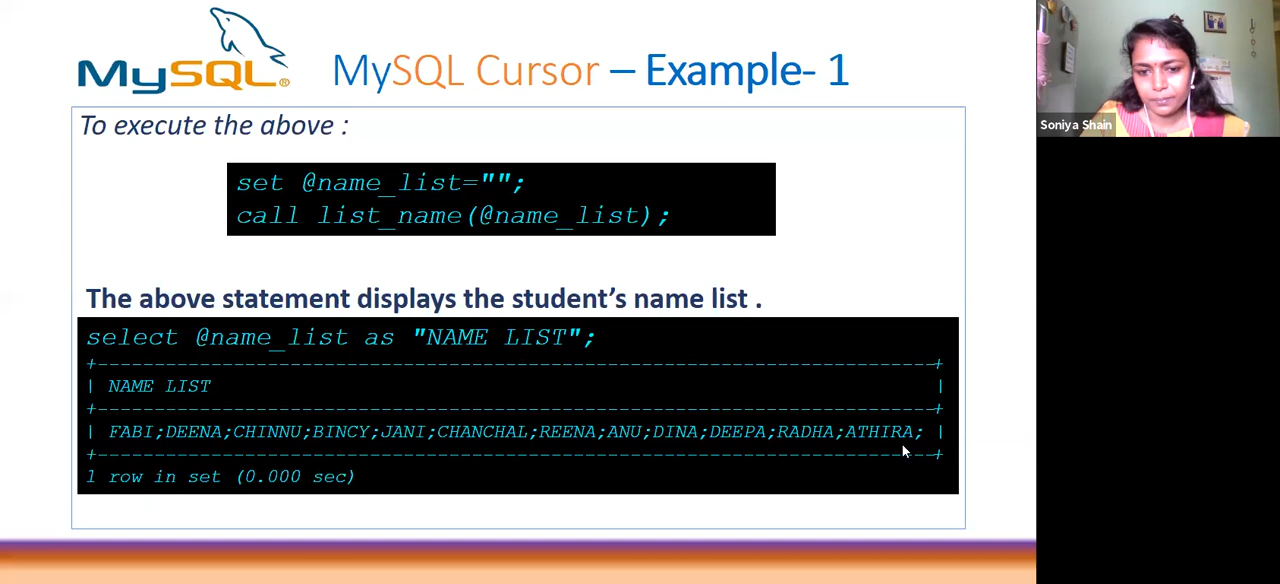 MySQL®
MySQL Cursor – Example- 1
Soniya Shain
To execute the above :
set @name_list="";
call list_name(@name_list);
The above statement displays the student’s name list .
select @name_list as "NAME LIST";
+--------------------------------------------------------------------------+
| NAME LIST |
+--------------------------------------------------------------------------+
| FABI;DEENA;CHINNU;BINCY;JANI;CHANCHAL;REENA;ANU;DINA;DEEPA;RADHA;ATHIRA; |
+--------------------------------------------------------------------------+
1 row in set (0.000 sec)